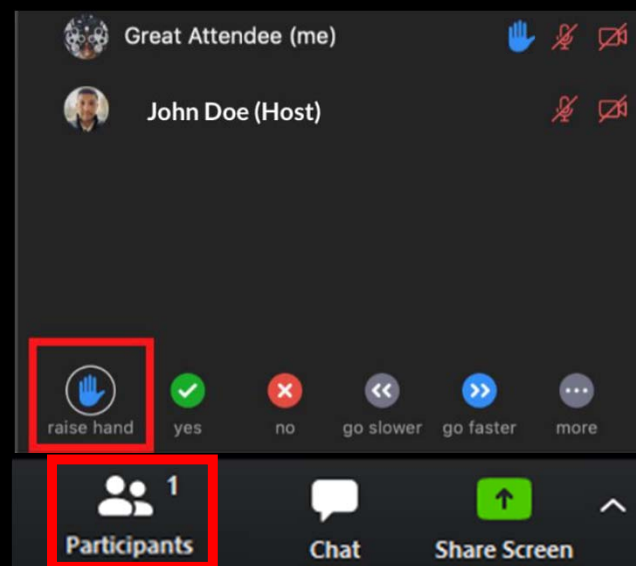 Great Attendee (me)
John Doe (Host)
raise hand yes no go slower go faster more
1
Participants Chat Share Screen